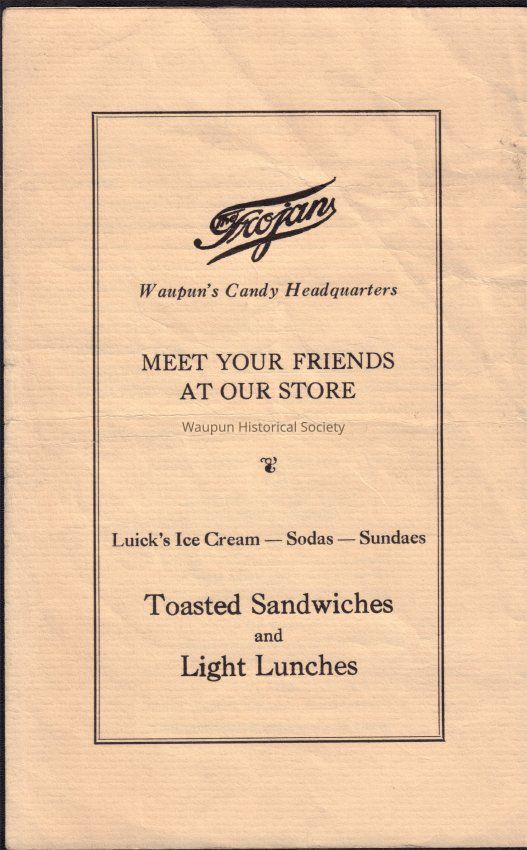 The Trojan
Waupun's Candy Headquarters
MEET YOUR FRIENDS
AT OUR STORE
Waupun Historical Society
Luick's Ice Cream — Sodas — Sundaes
Toasted Sandwiches
and
Light Lunches